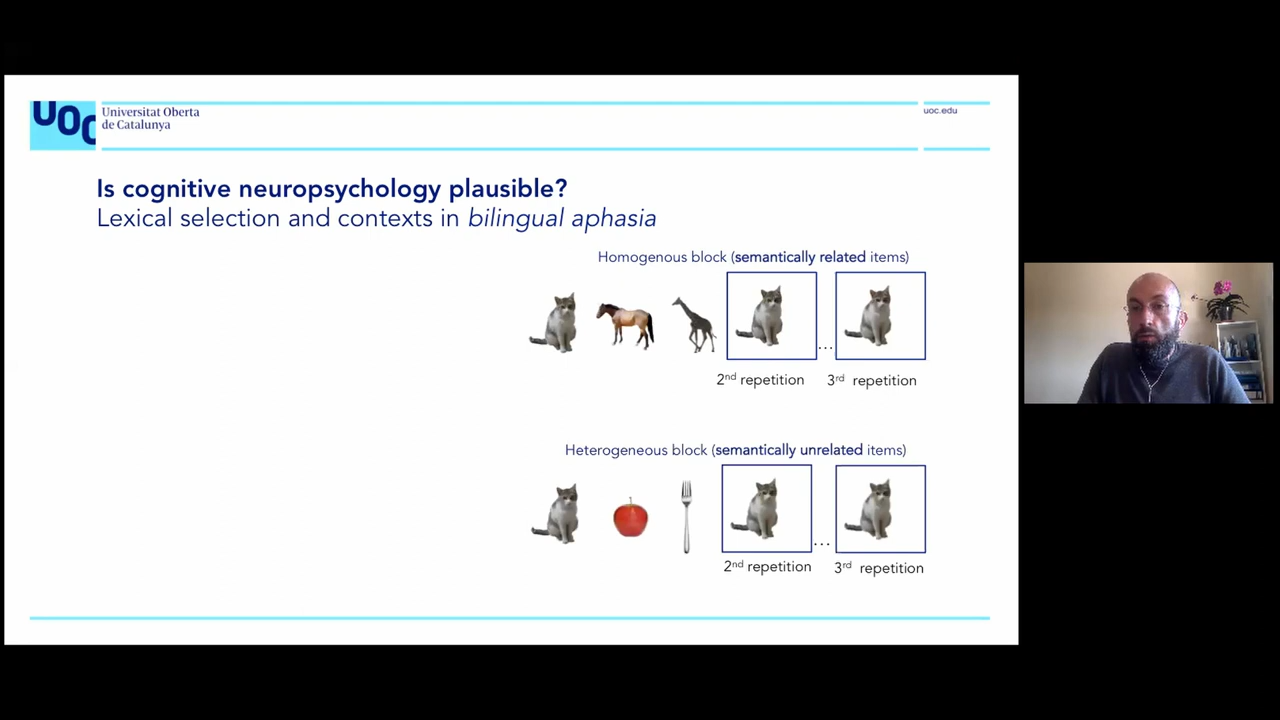 UOC
Universitat Oberta
de Catalunya
uoc.edu
Is cognitive neuropsychology plausible?
Lexical selection and contexts in bilingual aphasia
Homogenous block (semantically related items)
...
2nd repetition
3rd repetition
Heterogeneous block (semantically unrelated items)
...
2nd repetition
3rd repetition